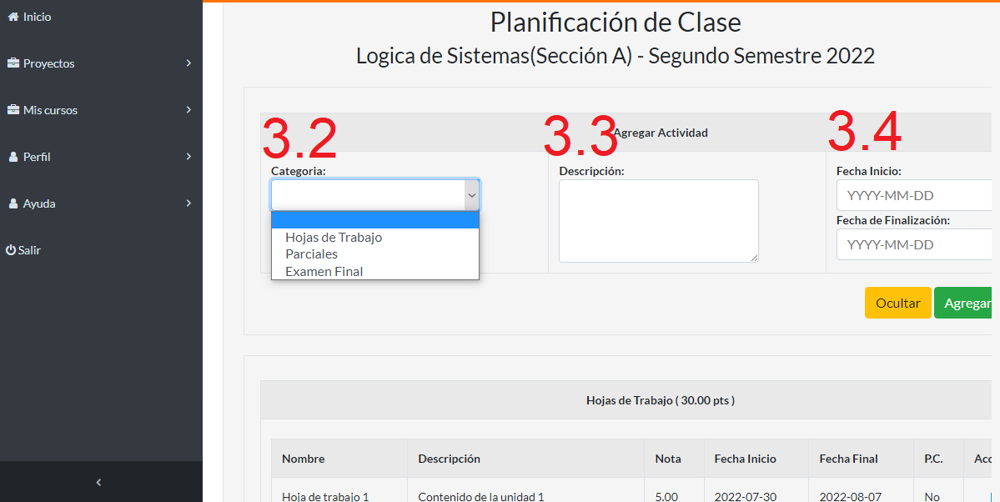 Inicio
Proyectos
Mis cursos
Perfil
Ayuda
Salir
Planificación de Clase
Logica de Sistemas(Sección A) - Segundo Semestre 2022
Agregar Actividad
3.2
Categoria:
Hojas de Trabajo
Parciales
Examen Final
3.3
Descripción:
3.4
Fecha Inicio:
YYYY-MM-DD
Fecha de Finalización:
YYYY-MM-DD
Ocultar
Agregar
Hojas de Trabajo ( 30.00 pts )
Nombre Descripción Nota Fecha Inicio Fecha Final P.C.
Hoja de trabajo 1 Contenido de la unidad 1 5.00 2022-07-30 2022-08-07 No